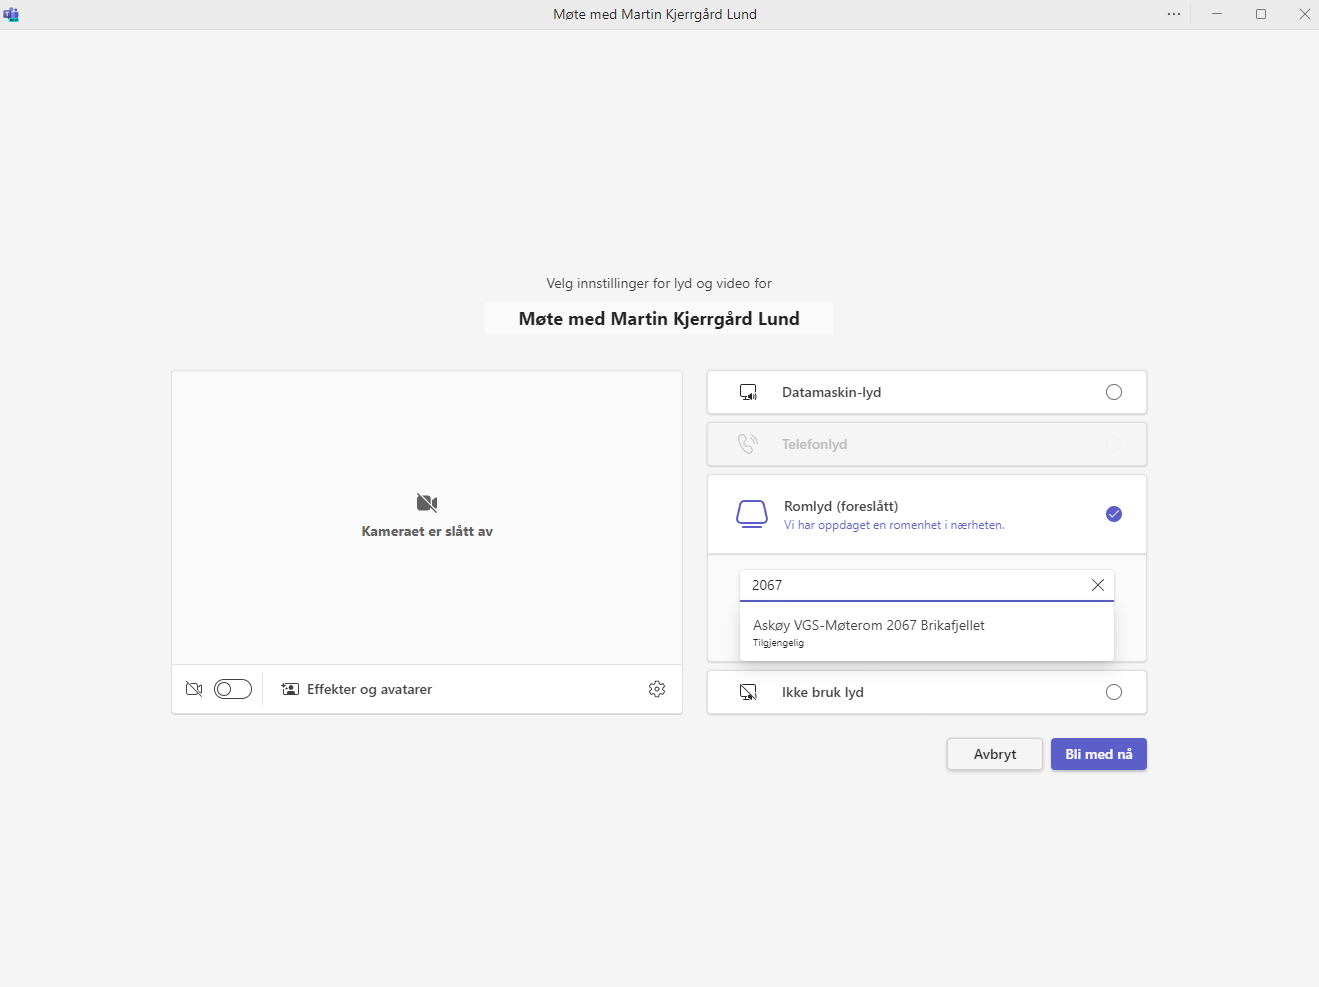 Møte med Martin Kjerrgård Lund
Velg innstillinger for lyd og video for
Møte med Martin Kjerrgård Lund
Kameraet er slått av
Effekter og avatarer
Datamaskin-lyd
Telefonlyd
Romlyd (foreslått)
Vi har oppdaget en romenhet i nærheten.
2067
Askøy VGS-Møterom 2067 Brikafjellet
Tilgjengelig
Ikke bruk lyd
Avbryt
Bli med nå